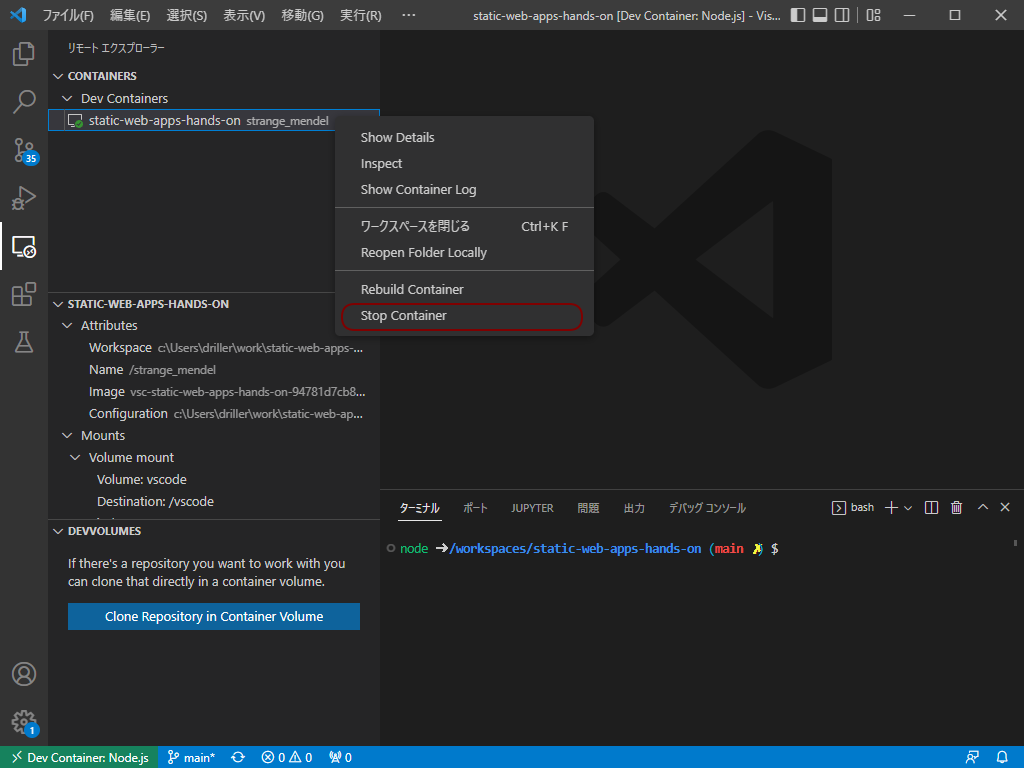 ファイル(F) 編集(E) 選択(S) 表示(V) 移動(G) 実行(R) ··· static-web-apps-hands-on [Dev Container: Node.js] - Vis...
リモート エクスプローラー
CONTAINERS
Dev Containers
static-web-apps-hands-on strange_mendel
Show Details
Inspect
Show Container Log
ワークスペースを閉じる Ctrl+K F
Reopen Folder Locally
Rebuild Container
Stop Container
35
STATIC-WEB-APPS-HANDS-ON
Attributes
Workspace c:\Users\driller\work\static-web-apps-...
Name /strange_mendel
Image vsc-static-web-apps-hands-on-94781d7cb8...
Configuration c:\Users\driller\work\static-web-ap...
Mounts
Volume mount
Volume: vscode
Destination: /vscode
DEVVOLUMES
If there's a repository you want to work with you
can clone that directly in a container volume.
Clone Repository in Container Volume
ターミナル ポート JUPYTER 問題 出力 デバッグ コンソール bash
node ➜/workspaces/static-web-apps-hands-on (main ✗) $
1
Dev Container: Node.js main* 0 0 0